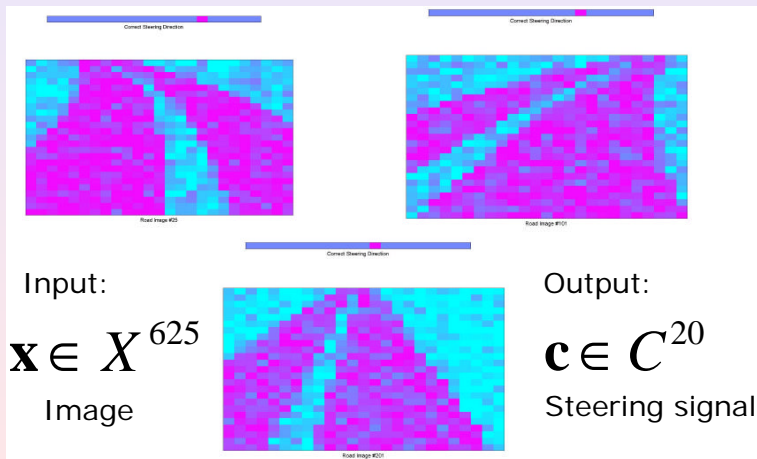 Correct Steering Direction
Correct Steering Direction
Road Image #25
Road Image #101
Correct Steering Direction
Input:
Output:
x ∈ X^625
c ∈ C^20
Image
Steering signal
Road Image #201